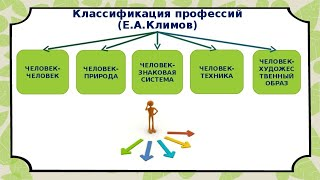 Классификация профессий
(Е.А.Климов)
ЧЕЛОВЕК-
ЧЕЛОВЕК
ЧЕЛОВЕК-
ПРИРОДА
ЧЕЛОВЕК-
ЗНАКОВАЯ
СИСТЕМА
ЧЕЛОВЕК-
ТЕХНИКА
ЧЕЛОВЕК-
ХУДОЖЕС
ТВЕННЫЙ
ОБРАЗ